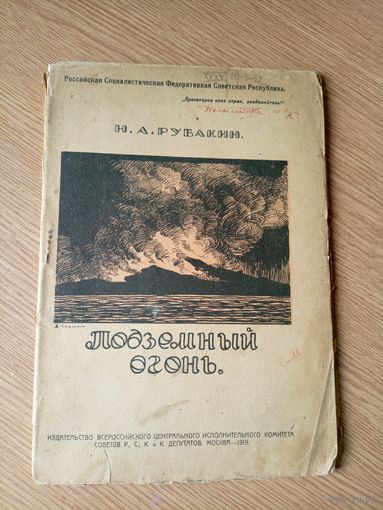 Российская Социалистическая Федеративная Советская Республика.
„Пролетарии всех стран, соединяйтесь!“
Н. А. РУБАКИН.
ПОДЗЕМНЫЙ
ОГОНЬ.
ИЗДАТЕЛЬСТВО ВСЕРОССИЙСКОГО ЦЕНТРАЛЬНОГО ИСПОЛНИТЕЛЬНОГО КОМИТЕТА
СОВЕТОВ Р., С., К. и К. ДЕПУТАТОВ. МОСКВА—1919.